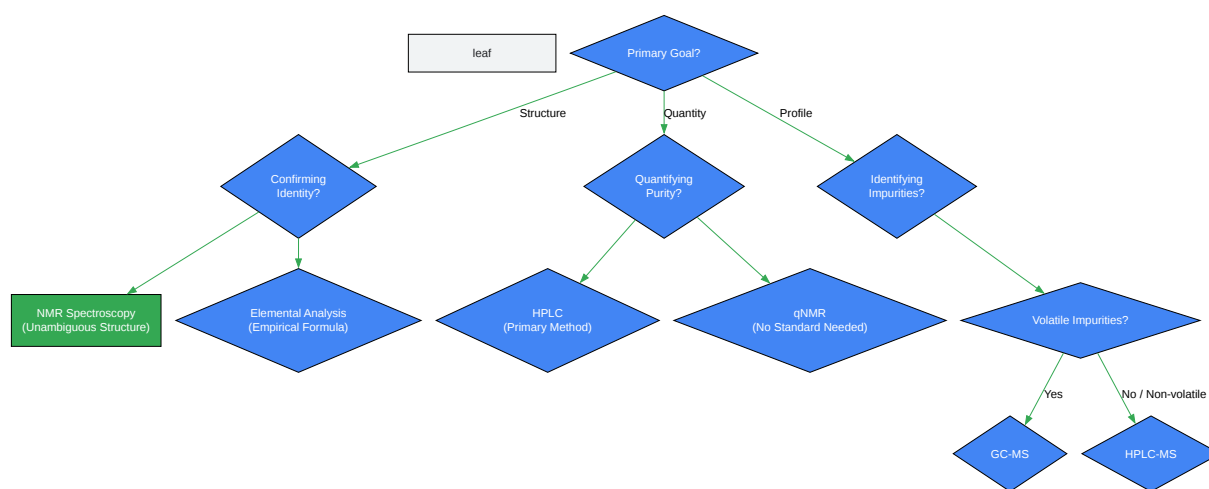 leaf
Primary Goal?
Structure
Quantity
Profile
Confirming
Identity?
Quantifying
Purity?
Identifying
Impurities?
NMR Spectroscopy
(Unambiguous Structure)
Elemental Analysis
(Empirical Formula)
HPLC
(Primary Method)
qNMR
(No Standard Needed)
Volatile Impurities?
Yes
No / Non-volatile
GC-MS
HPLC-MS